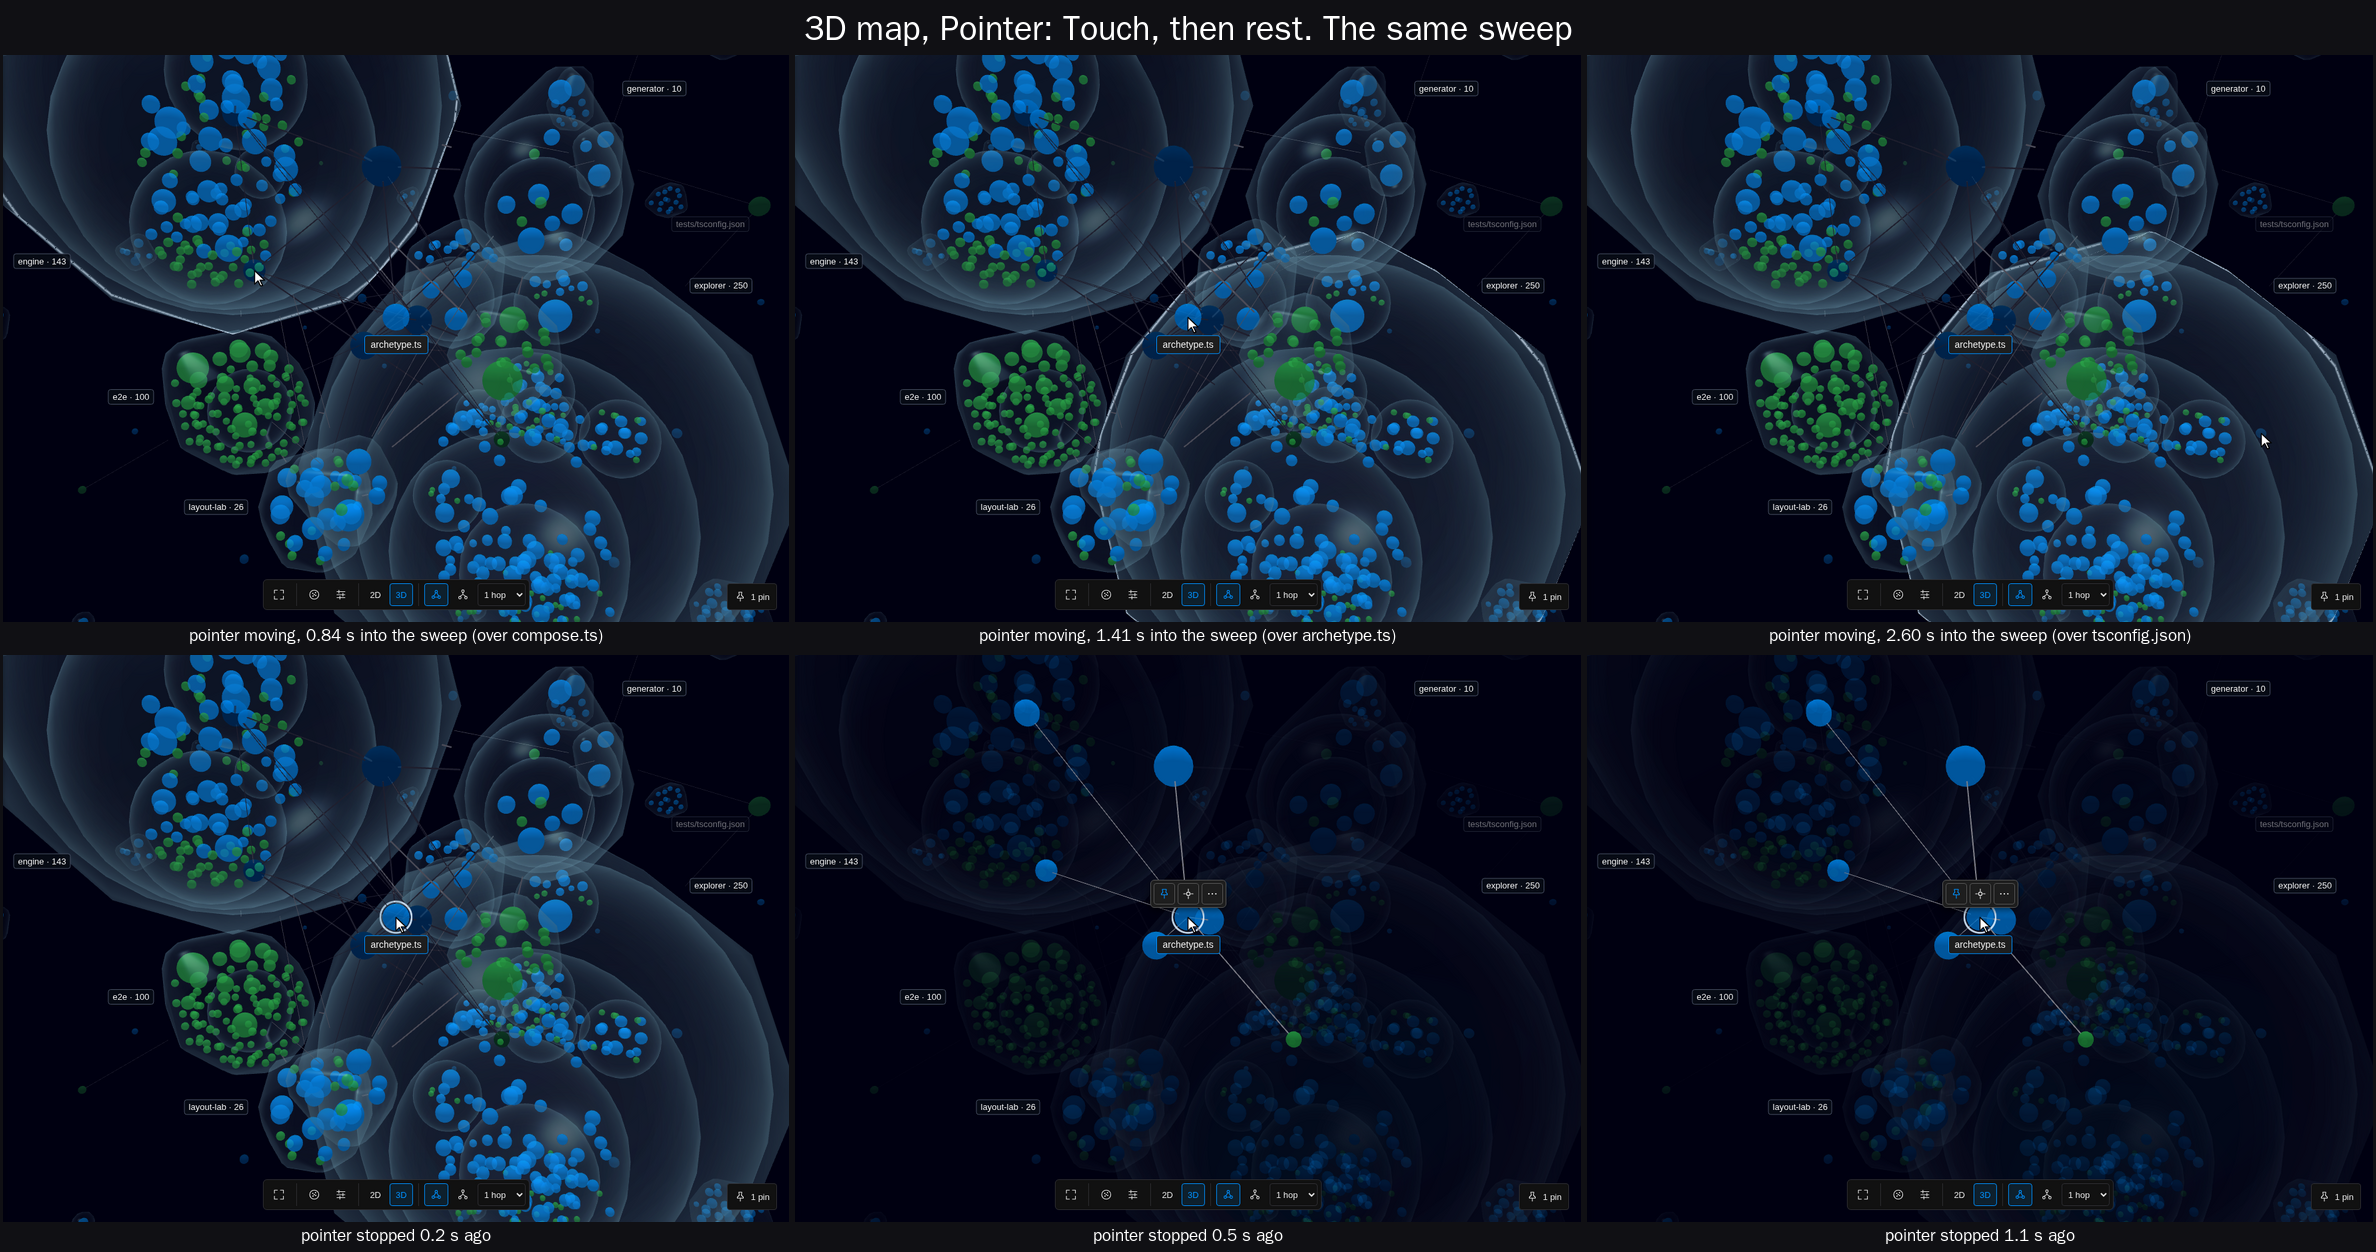 3D map, Pointer: Touch, then rest. The same sweep
generator · 10
tests/tsconfig.json
engine · 143
explorer · 250
archetype.ts
e2e · 100
layout-lab · 26
2D 3D 1 hop
1 pin
generator · 10
tests/tsconfig.json
engine · 143
explorer · 250
archetype.ts
e2e · 100
layout-lab · 26
2D 3D 1 hop
1 pin
generator · 10
tests/tsconfig.json
engine · 143
explorer · 250
archetype.ts
e2e · 100
layout-lab · 26
2D 3D 1 hop
1 pin
pointer moving, 0.84 s into the sweep (over compose.ts)
pointer moving, 1.41 s into the sweep (over archetype.ts)
pointer moving, 2.60 s into the sweep (over tsconfig.json)
generator · 10
tests/tsconfig.json
engine · 143
explorer · 250
archetype.ts
e2e · 100
layout-lab · 26
2D 3D 1 hop
1 pin
generator · 10
tests/tsconfig.json
engine · 143
explorer · 250
archetype.ts
e2e · 100
layout-lab · 26
2D 3D 1 hop
1 pin
generator · 10
tests/tsconfig.json
engine · 143
explorer · 250
archetype.ts
e2e · 100
layout-lab · 26
2D 3D 1 hop
1 pin
pointer stopped 0.2 s ago
pointer stopped 0.5 s ago
pointer stopped 1.1 s ago